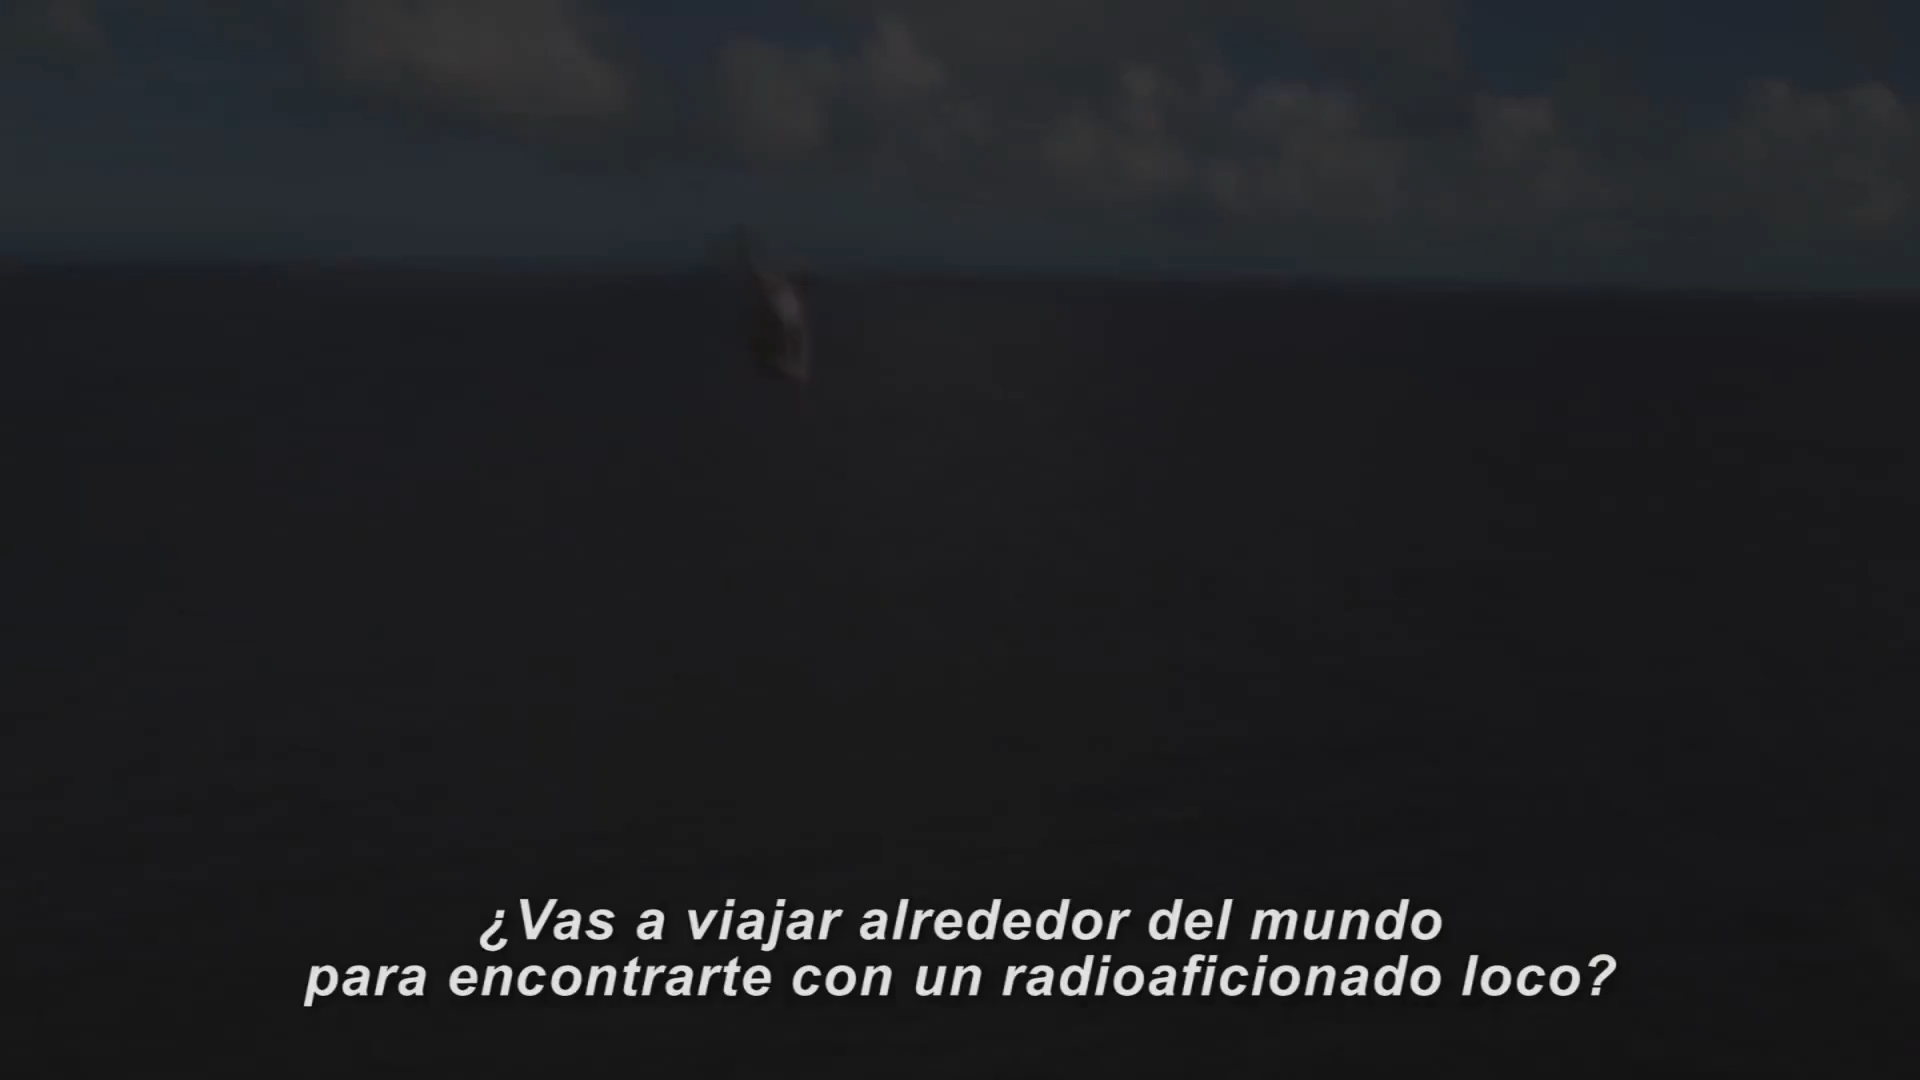 ¿Vas a viajar alrededor del mundo
para encontrarte con un radioaficionado loco?